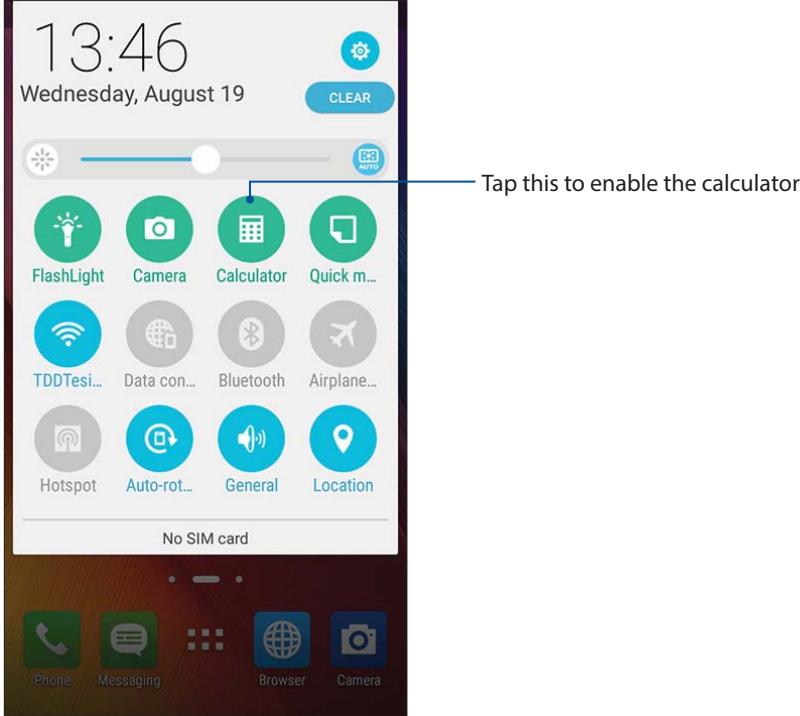 13:46
Wednesday, August 19
CLEAR
AUTO
Tap this to enable the calculator
FlashLight Camera Calculator Quick m...
TDDTesi... Data con... Bluetooth Airplane...
Hotspot Auto-rot... General Location
No SIM card
Phone Messaging Browser Camera